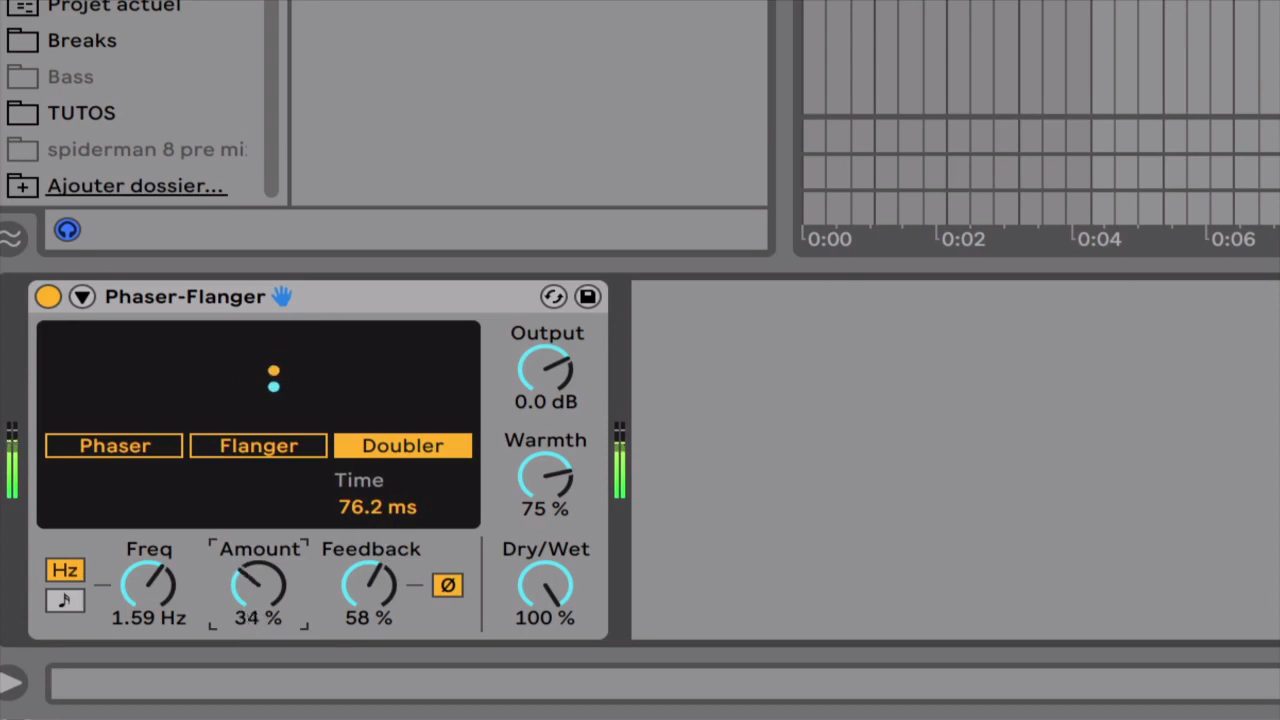 Projet actuel
Breaks
Bass
TUTOS
spiderman 8 pre mi
Ajouter dossier...
0:00 0:02 0:04 0:06
Phaser-Flanger
Output
0.0 dB
Phaser Flanger Doubler
Warmth
75 %
Time
76.2 ms
Freq Amount Feedback Dry/Wet
Hz
Ø
1.59 Hz 34 % 58 % 100 %